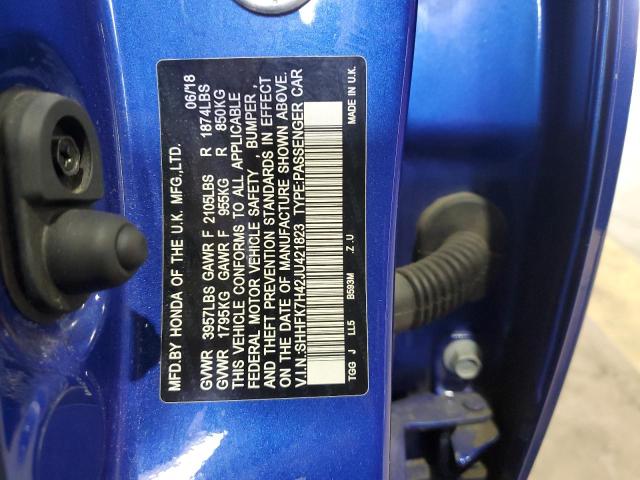 MFD.BY HONDA OF THE U.K. MFG.,LTD. 06/18
GVWR 3957LBS GAWR F 2105LBS R 1874LBS
GVWR 1795KG GAWR F 955KG R 850KG
THIS VEHICLE CONFORMS TO ALL APPLICABLE
FEDERAL MOTOR VEHICLE SAFETY , BUMPER ,
AND THEFT PREVENTION STANDARDS IN EFFECT
ON THE DATE OF MANUFACTURE SHOWN ABOVE.
V.I.N.:SHHFK7H42JU421823 TYPE:PASSENGER CAR
TGG J LL5 B593M .Z.U MADE IN U.K.